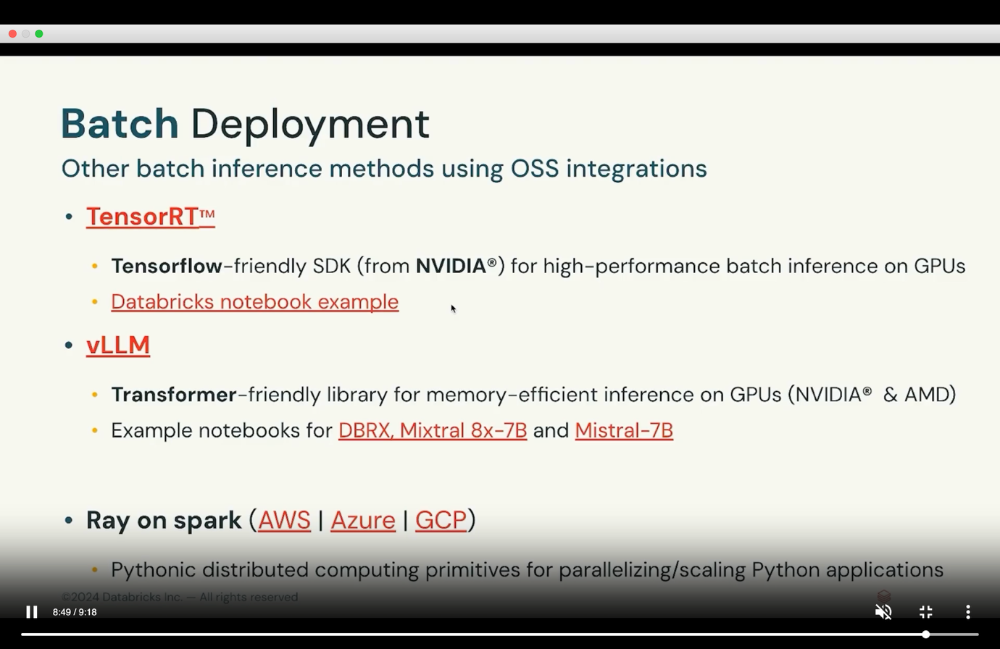 Batch Deployment
Other batch inference methods using OSS integrations
• TensorRT™
• Tensorflow-friendly SDK (from NVIDIA®) for high-performance batch inference on GPUs
• Databricks notebook example
• vLLM
• Transformer-friendly library for memory-efficient inference on GPUs (NVIDIA® & AMD)
• Example notebooks for DBRX, Mixtral 8x-7B and Mistral-7B
• Ray on spark (AWS | Azure | GCP)
• Pythonic distributed computing primitives for parallelizing/scaling Python applications
©2024 Databricks Inc. — All rights reserved
8:49 / 9:18